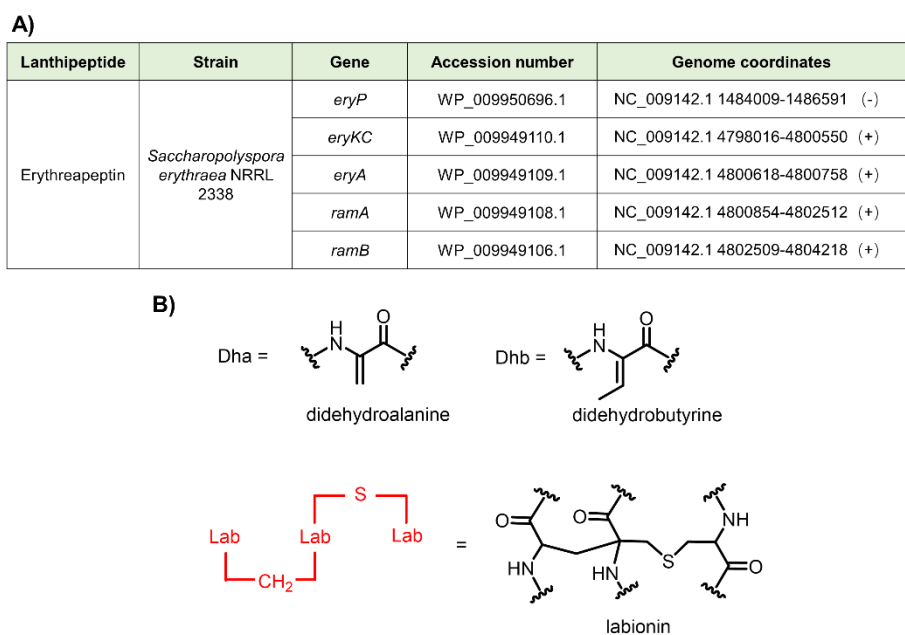 A)
Lanthipeptide Strain Gene Accession number Genome coordinates
Erythreapeptin
Saccharopolyspora
erythraea NRRL
2338
eryP WP_009950696.1 NC_009142.1 1484009-1486591 (-)
eryKC WP_009949110.1 NC_009142.1 4798016-4800550 (+)
eryA WP_009949109.1 NC_009142.1 4800618-4800758 (+)
ramA WP_009949108.1 NC_009142.1 4800854-4802512 (+)
ramB WP_009949106.1 NC_009142.1 4802509-4804218 (+)
B)
Dha =
H
N
O
didehydroalanine
Dhb =
H
N
O
didehydrobutyrine
Lab
Lab
S
Lab
CH2
=
O
O
NH
HN
HN
S
O
labionin